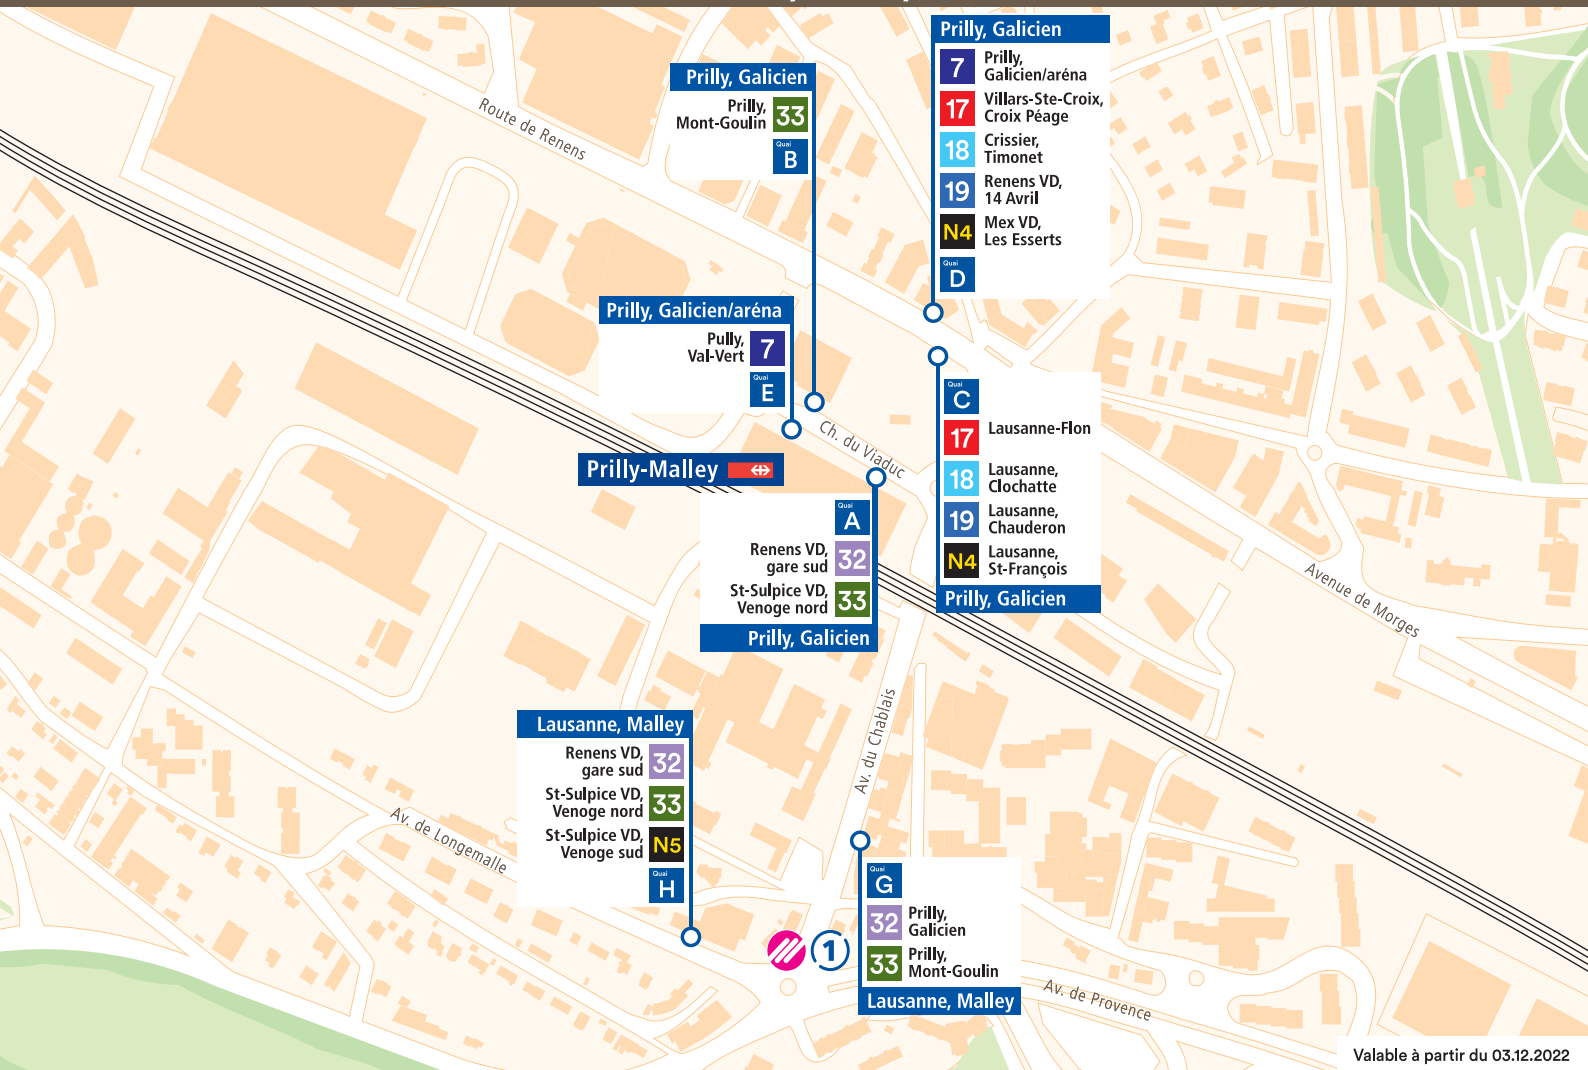 Prilly, Galicien
7
Prilly,
Galicien/aréna
17
Villars-Ste-Croix,
Croix Péage
18
Crissier,
Timonet
19
Renens VD,
14 Avril
N4
Mex VD,
Les Esserts
Quai
D
Prilly, Galicien
Prilly,
Mont-Goulin
33
Quai
B
Route de Renens
Prilly, Galicien/aréna
Pully,
Val-Vert
7
Quai
E
Ch. du Viaduc
Prilly-Malley
Quai
C
17
Lausanne-Flon
18
Lausanne,
Clochatte
19
Lausanne,
Chauderon
N4
Lausanne,
St-François
Prilly, Galicien
Quai
A
Renens VD,
gare sud
32
St-Sulpice VD,
Venoge nord
33
Prilly, Galicien
Avenue de Morges
Av. du Chablais
Lausanne, Malley
Renens VD,
gare sud
32
St-Sulpice VD,
Venoge nord
33
St-Sulpice VD,
Venoge sud
N5
Quai
H
Av. de Longemalle
1
Quai
G
32
Prilly,
Galicien
33
Prilly,
Mont-Goulin
Lausanne, Malley
Av. de Provence
Valable à partir du 03.12.2022